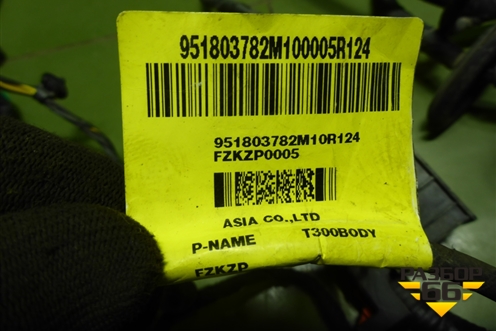 951803782M100005R124
951803782M10R124
FZKZP0005
ASIA CO.,LTD
P-NAME T300BODY
FZKZP
РАЗБОР
66